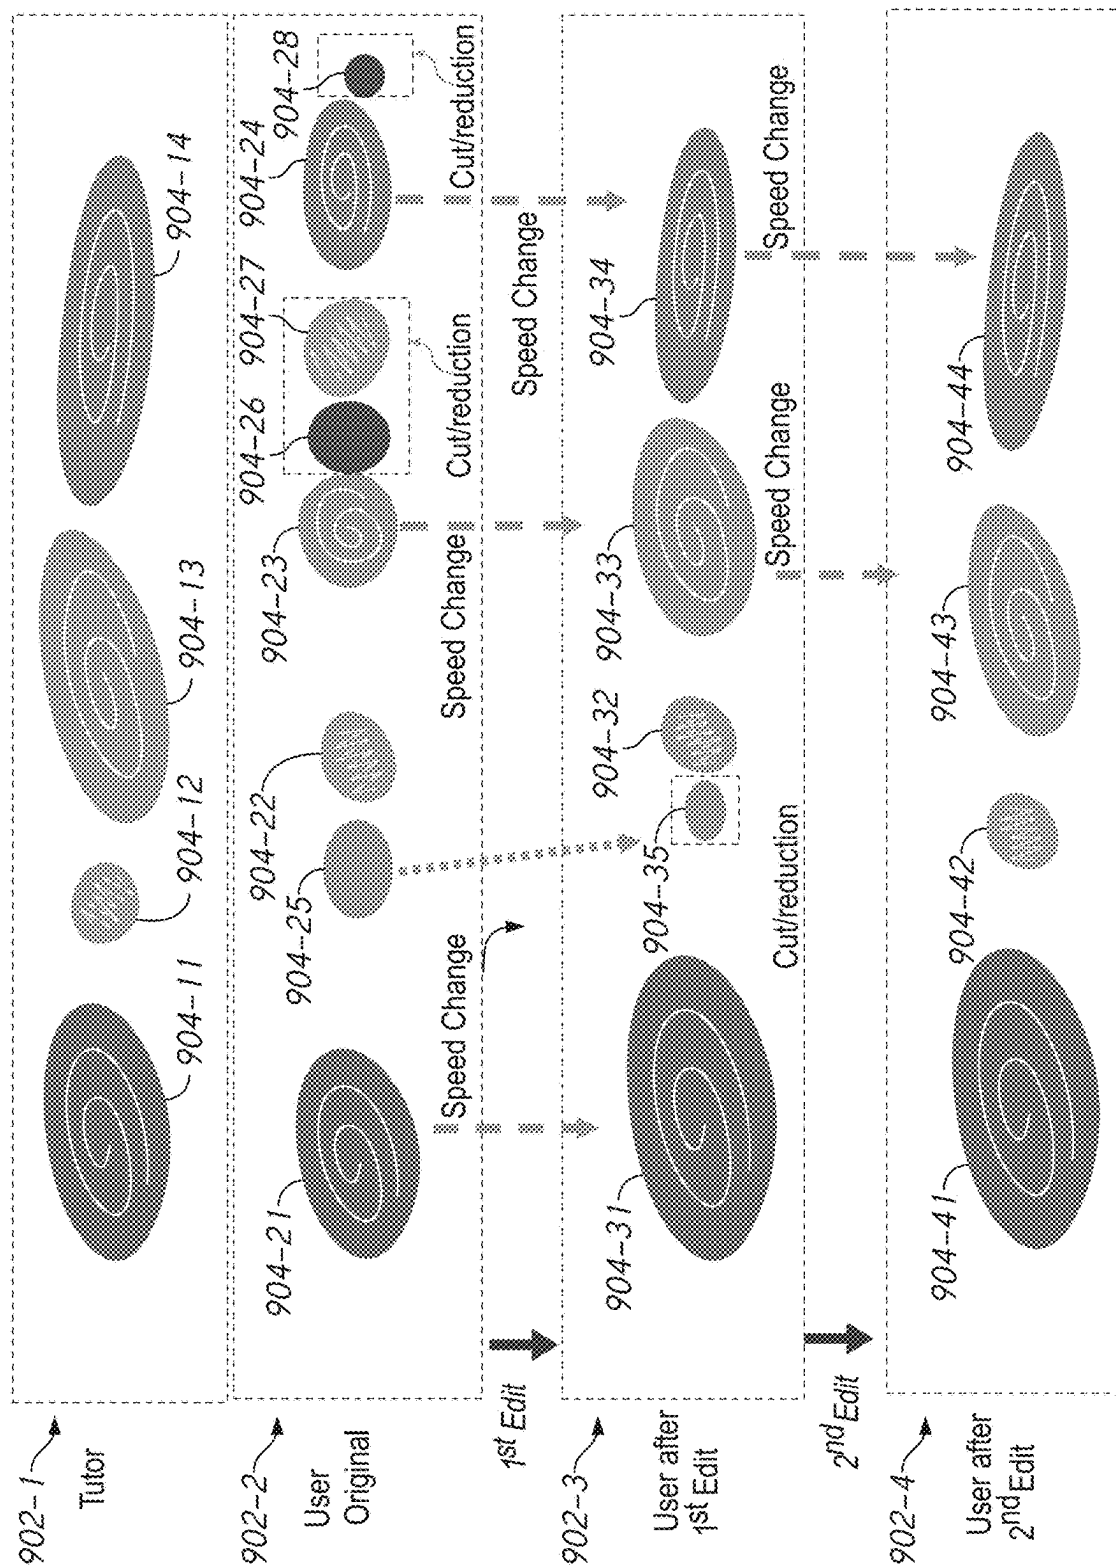 902-1
Tutor
904-11
904-12
904-13
904-14
902-2
User
Original
904-21
904-25
904-22
904-23
904-26
904-27
904-24
904-28
Speed Change
Speed Change
Cut/reduction
Cut/reduction
1st Edit
Speed Change
902-3
User after
1st Edit
904-31
904-35
904-32
904-33
904-34
Cut/reduction
Speed Change
Speed Change
2nd Edit
902-4
User after
2nd Edit
904-41
904-42
904-43
904-44